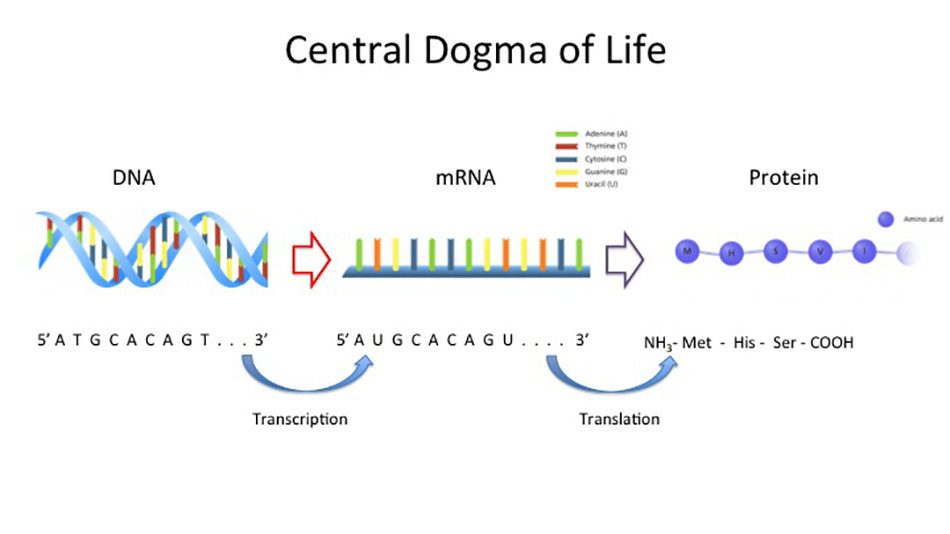 Central Dogma of Life
Adenine (A)
Thymine (T)
Cytosine (C)
Guanine (G)
Uracil (U)
DNA
mRNA
Protein
Amino acid
M H S V I
5’ A T G C A C A G T . . . 3’
5’ A U G C A C A G U . . . . 3’
NH3- Met - His - Ser - COOH
Transcription
Translation